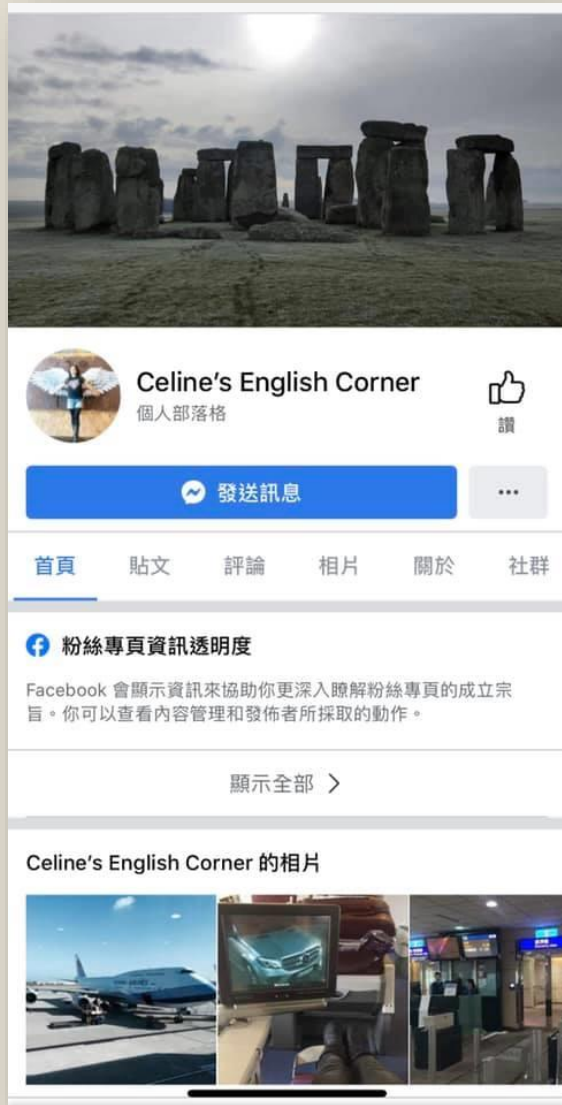 Celine's English Corner
個人部落格
讚
發送訊息
首頁
貼文
評論
相片
關於
社群
粉絲專頁資訊透明度
Facebook 會顯示資訊來協助你更深入瞭解粉絲專頁的成立宗
旨。你可以查看內容管理和發佈者所採取的動作。
顯示全部
Celine's English Corner 的相片